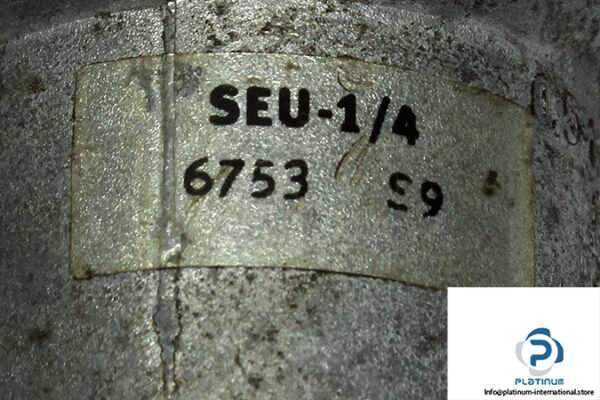 SEU-1/4
6753 S9
PLATINUM
Info@platinum-international.store